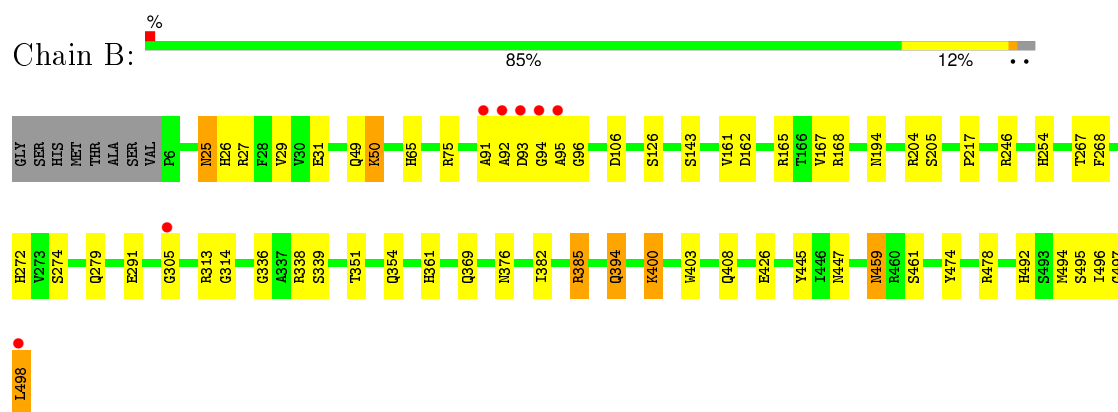 %
Chain B:
85% 12% • •
GLY SER HIS MET THR ALA SER VAL P6 N25 H26 R27 F28 V29 V30 E31 Q49 K50 H65 R75 A91 A92 D93 G94 A95 G96 D106 S126 S143 V161 D162 R165 T166 V167 R168 N194 R204 S205 P217 R246 H254 T267 F268
H272 V273 S274 Q279 E291 G305 R313 G314 G336 A337 R338 S339 T351 Q354 H361 Q369 N376 I382 R385 Q394 K400 W403 Q408 E426 Y445 I446 N447 N459 R460 S461 Y474 R478 H492 S493 M494 S495 I496 G497
L498